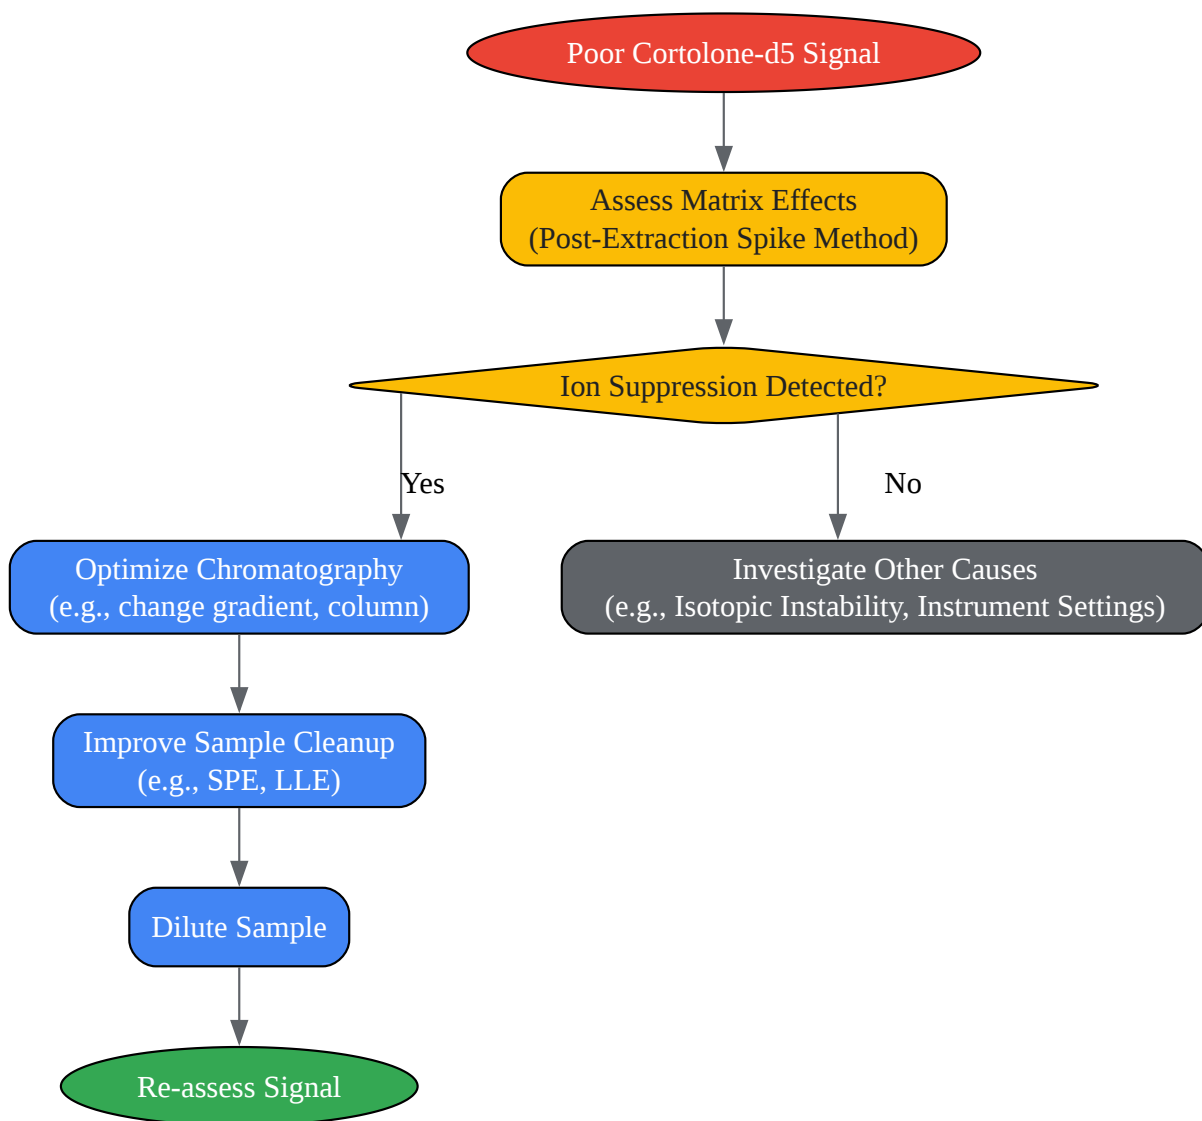 Poor Cortolone-d5 Signal
Assess Matrix Effects
(Post-Extraction Spike Method)
Ion Suppression Detected?
Yes
No
Optimize Chromatography
(e.g., change gradient, column)
Investigate Other Causes
(e.g., Isotopic Instability, Instrument Settings)
Improve Sample Cleanup
(e.g., SPE, LLE)
Dilute Sample
Re-assess Signal